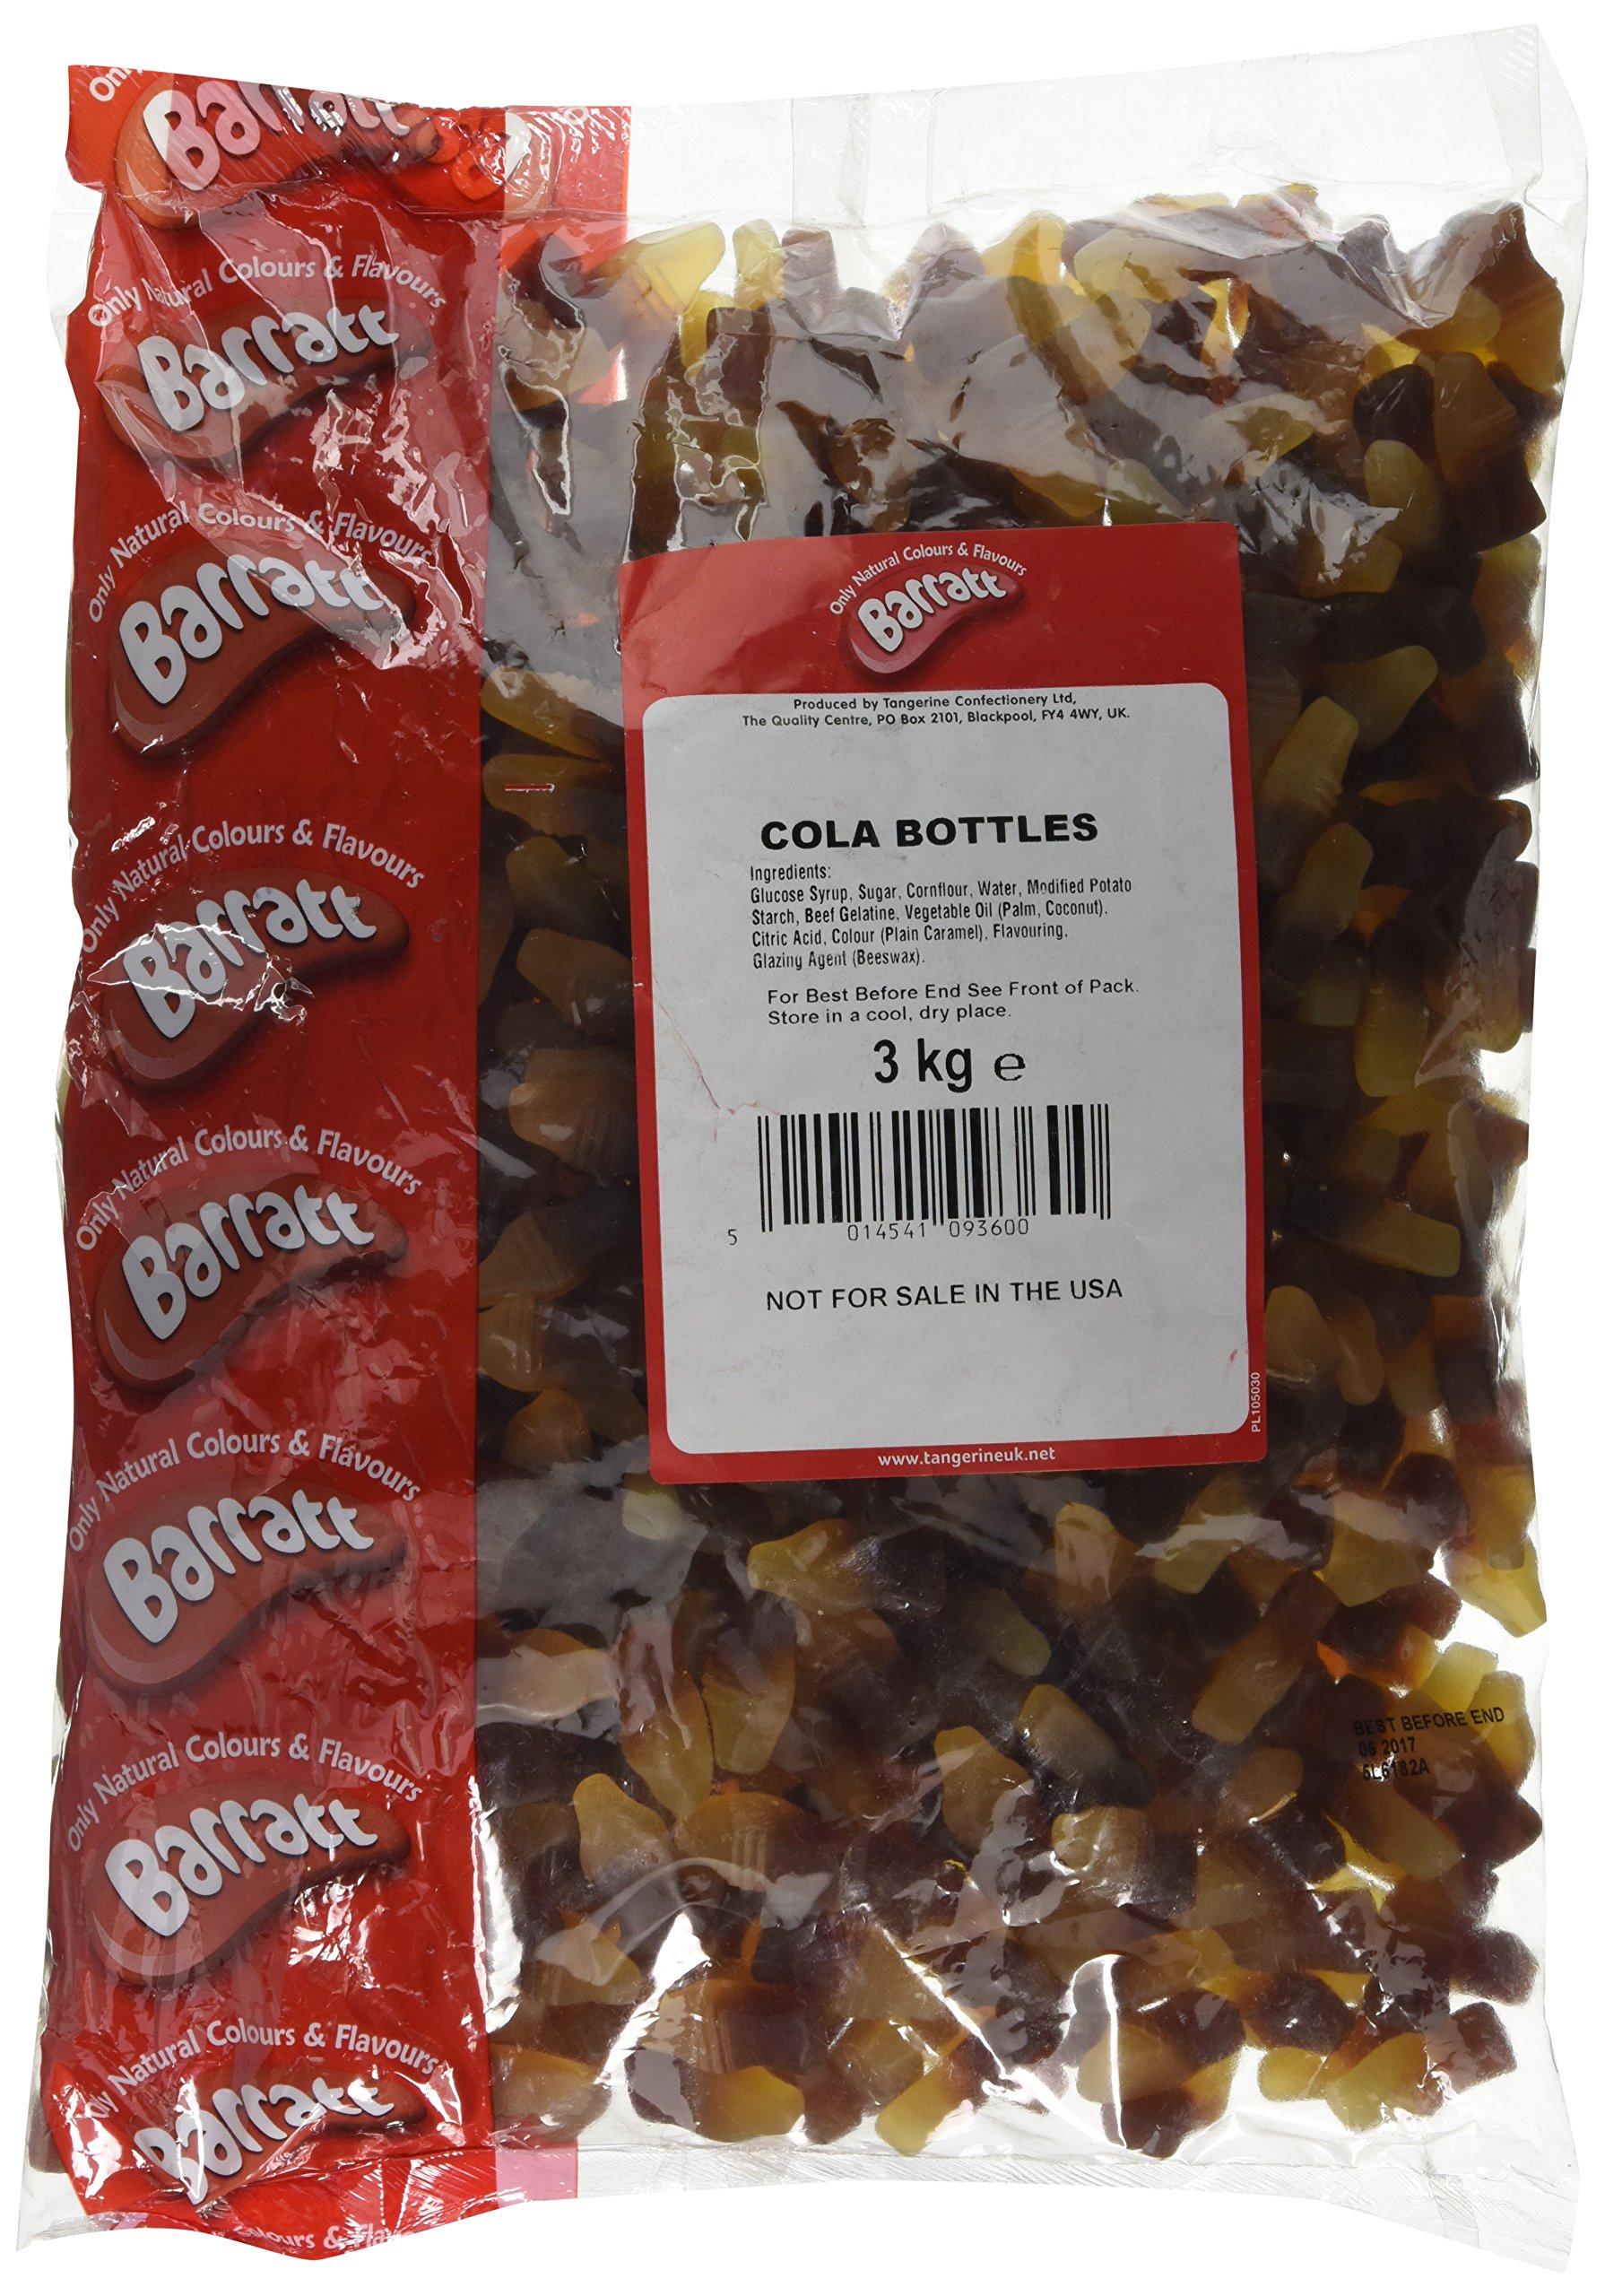 Barratt
Only Natural Colours & Flavours
Barratt
Only Natural Colours & Flavours
Barratt
Only Natural Colours & Flavours
Barratt
Only Natural Colours & Flavours
Barratt
Only Natural Colours & Flavours
Barratt
Only Natural Colours & Flavours
Barratt
Natural Colours & Flavours
Barratt
Only Natural Colours & Flavours
Barratt
Produced by Tangerine Confectionery Ltd,
The Quality Centre, PO Box 2101, Blackpool, FY4 4WY, UK.
COLA BOTTLES
Ingredients:
Glucose Syrup, Sugar, Cornflour, Water, Modified Potato
Starch, Beef Gelatine, Vegetable Oil (Palm, Coconut).
Citric Acid, Colour (Plain Caramel), Flavouring.
Glazing Agent (Beeswax).
For Best Before End See Front of Pack.
Store in a cool, dry place.
3 kg ℮
5 014541 093600
NOT FOR SALE IN THE USA
PL105030
www.tangerineuk.net
BEST BEFORE END
06 2017